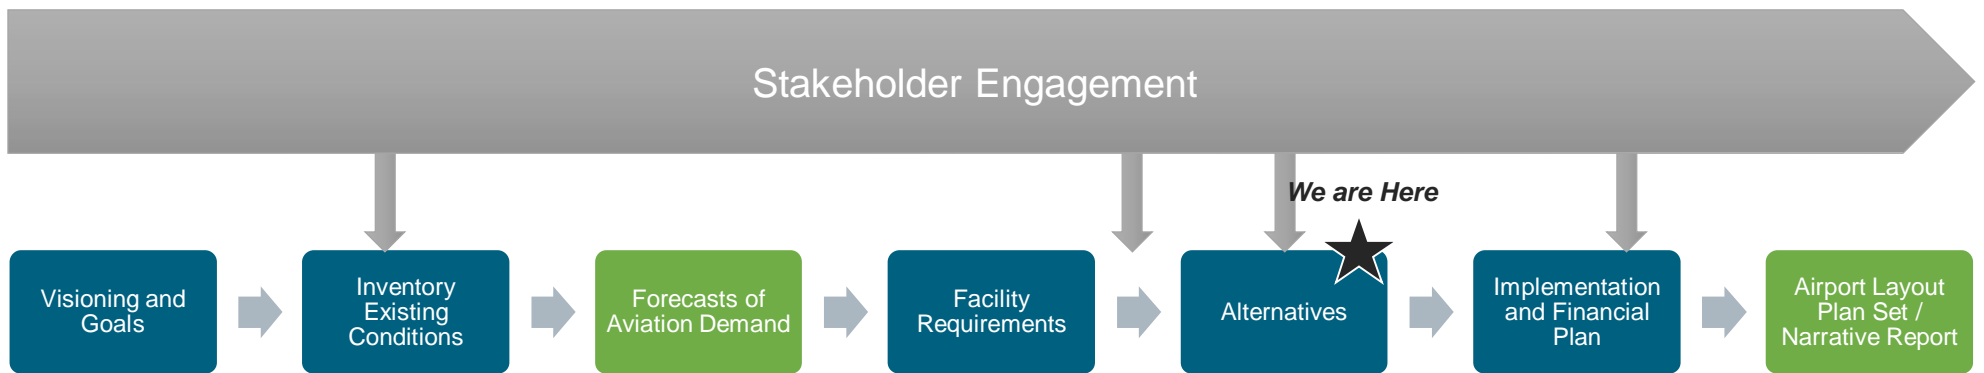 Stakeholder Engagement
We are Here
Visioning and
Goals
Inventory
Existing
Conditions
Forecasts of
Aviation Demand
Facility
Requirements
Alternatives
Implementation
and Financial
Plan
Airport Layout
Plan Set /
Narrative Report